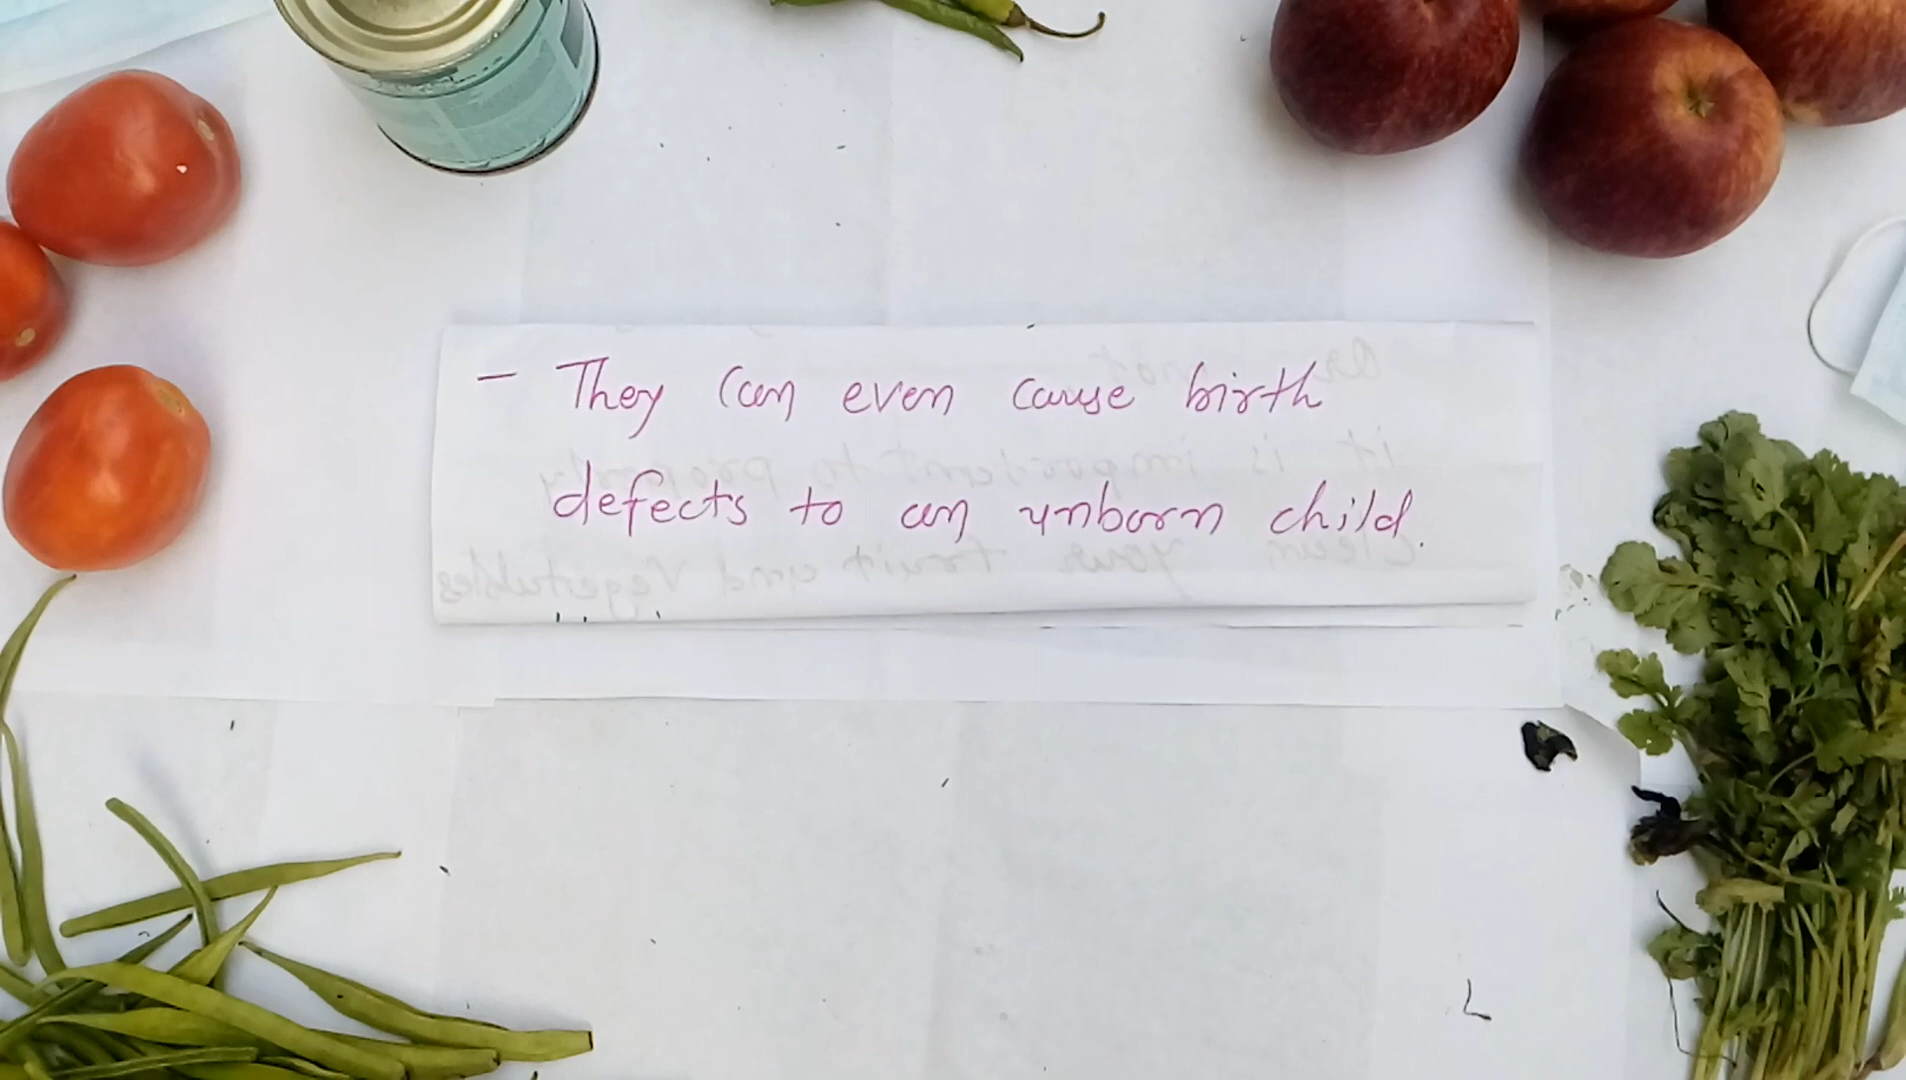 - They can even cause birth
defects to an unborn child.